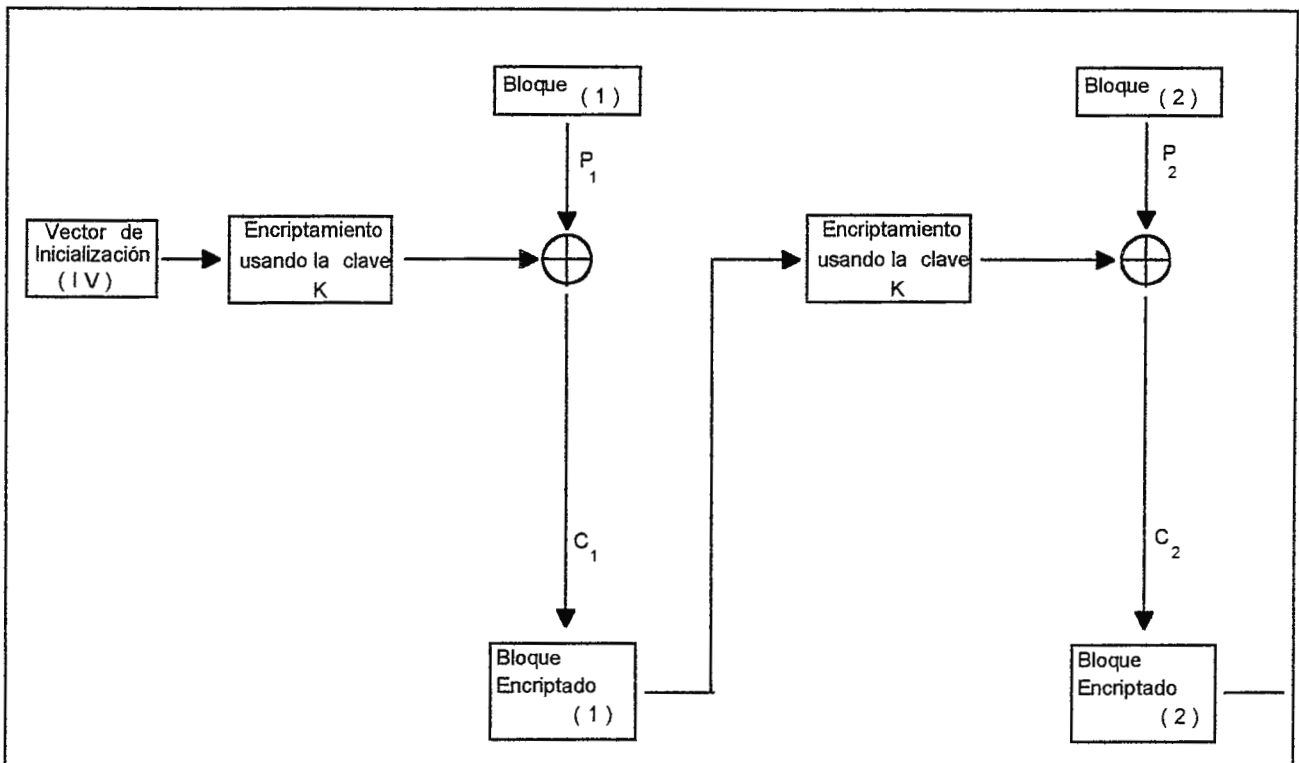 Bloque ( 1 )
Bloque ( 2 )
P1
P2
Vector de
Inicialización
( I V )
Encriptamiento
usando la clave
K
Encriptamiento
usando la clave
K
C1
C2
Bloque
Encriptado
( 1 )
Bloque
Encriptado
( 2 )